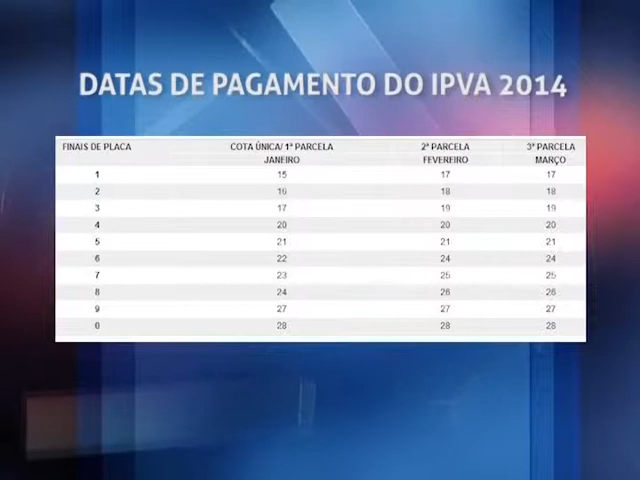 DATAS DE PAGAMENTO DO IPVA 2014
FINAIS DE PLACA COTA ÚNICA/ 1ª PARCELA 2ª PARCELA 3ª PARCELA
JANEIRO FEVEREIRO MARÇO
1 15 17 17
2 16 18 18
3 17 19 19
4 20 20 20
5 21 21 21
6 22 24 24
7 23 25 25
8 24 26 26
9 27 27 27
0 28 28 28